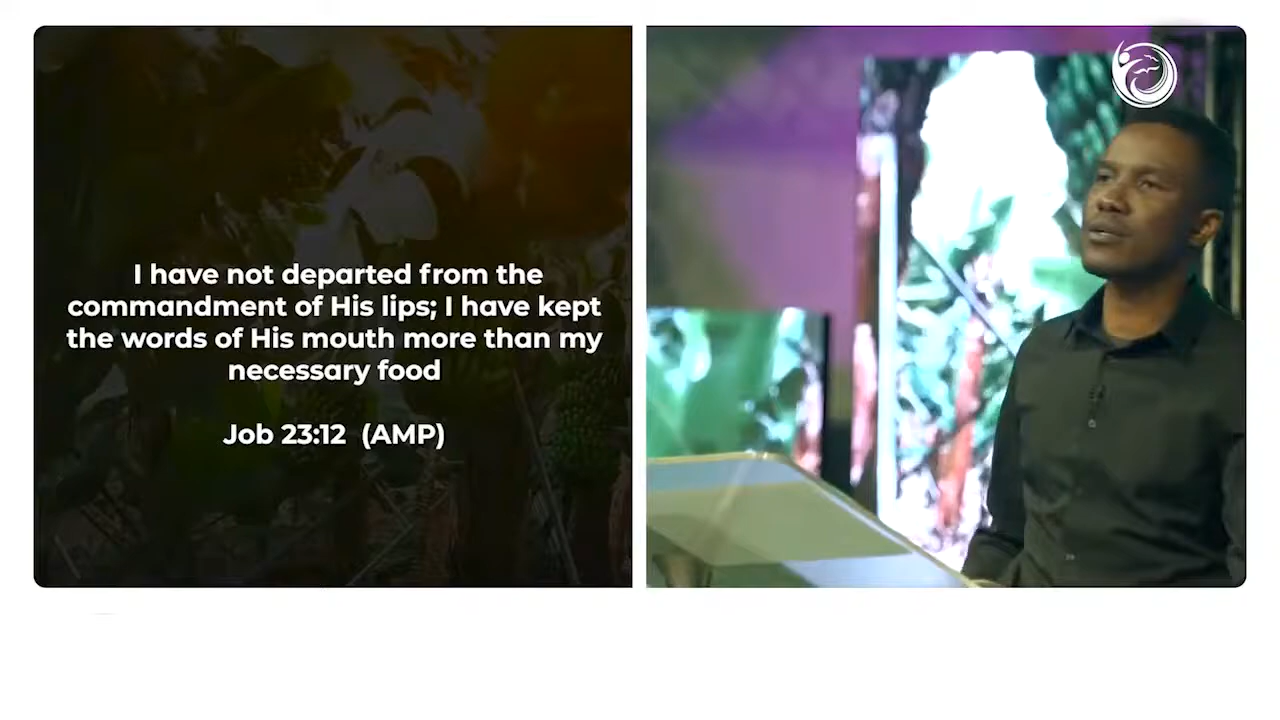 I have not departed from the
commandment of His lips; I have kept
the words of His mouth more than my
necessary food
Job 23:12 (AMP)